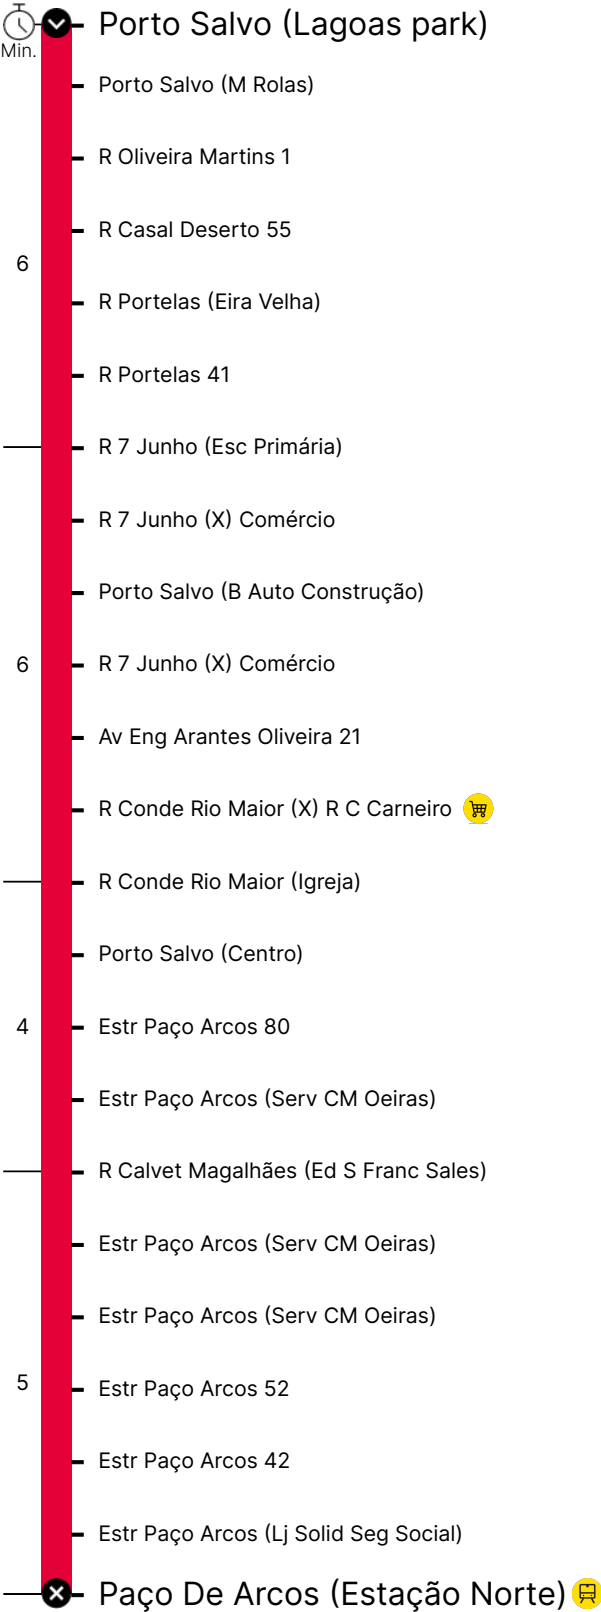 Porto Salvo (Lagoas park)
Min.
Porto Salvo (M Rolas)
R Oliveira Martins 1
R Casal Deserto 55
6
R Portelas (Eira Velha)
R Portelas 41
R 7 Junho (Esc Primária)
R 7 Junho (X) Comércio
Porto Salvo (B Auto Construção)
6
R 7 Junho (X) Comércio
Av Eng Arantes Oliveira 21
R Conde Rio Maior (X) R C Carneiro
R Conde Rio Maior (Igreja)
Porto Salvo (Centro)
4
Estr Paço Arcos 80
Estr Paço Arcos (Serv CM Oeiras)
R Calvet Magalhães (Ed S Franc Sales)
Estr Paço Arcos (Serv CM Oeiras)
Estr Paço Arcos (Serv CM Oeiras)
5
Estr Paço Arcos 52
Estr Paço Arcos 42
Estr Paço Arcos (Lj Solid Seg Social)
Paço De Arcos (Estação Norte)